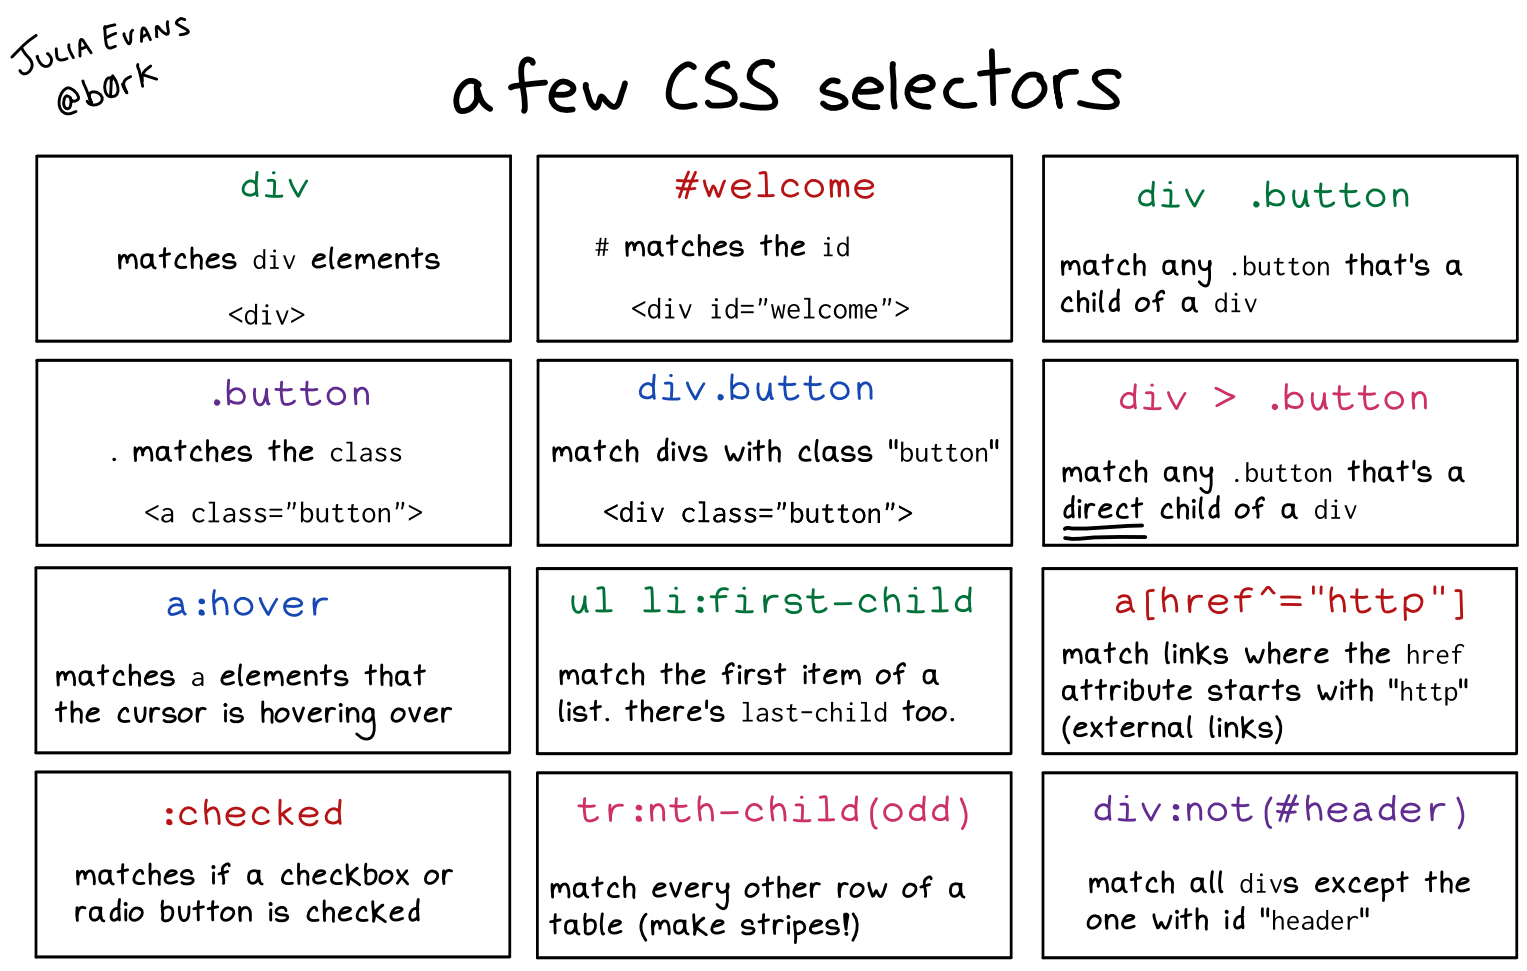 JULIA EVANS
@b0rk
a few CSS selectors
div
matches div elements
<div>
#welcome
# matches the id
<div id="welcome">
div .button
match any .button that's a
child of a div
.button
. matches the class
<a class="button">
div.button
match divs with class "button"
<div class="button">
div > .button
match any .button that's a
direct child of a div
a:hover
matches a elements that
the cursor is hovering over
ul li:first-child
match the first item of a
list. there's last-child too.
a[href^="http"]
match links where the href
attribute starts with "http"
(external links)
:checked
matches if a checkbox or
radio button is checked
tr:nth-child(odd)
match every other row of a
table (make stripes!)
div:not(#header)
match all divs except the
one with id "header"